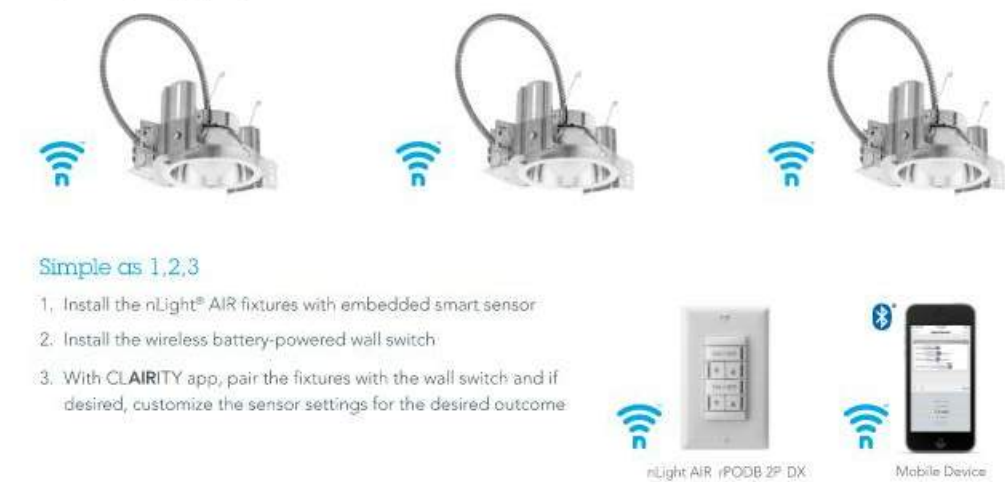 Simple as 1,2,3
1. Install the nLight® AIR fixtures with embedded smart sensor
2. Install the wireless battery-powered wall switch
3. With CLAIRITY app, pair the fixtures with the wall switch and if
desired, customize the sensor settings for the desired outcome
nLight AIR rPODB 2P DX
Mobile Device